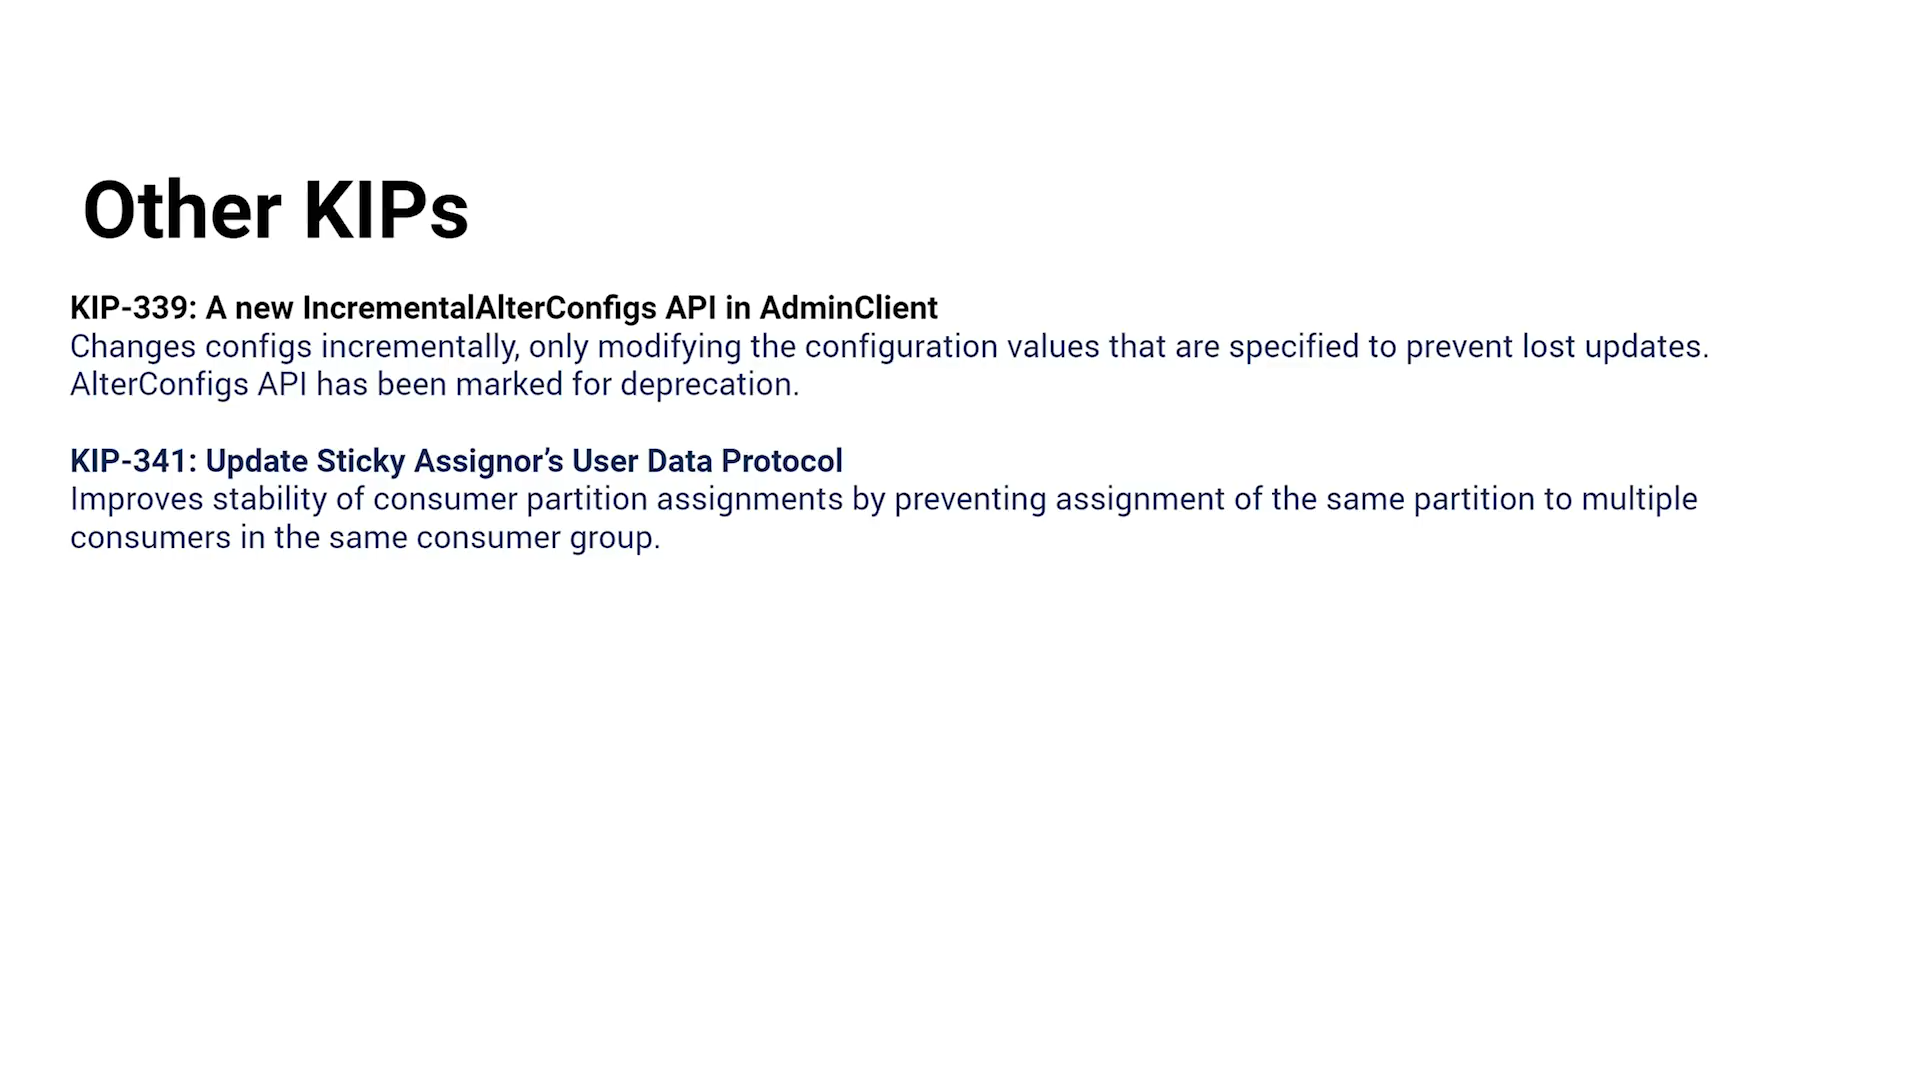 Other KIPs
KIP-339: A new IncrementalAlterConfigs API in AdminClient
Changes configs incrementally, only modifying the configuration values that are specified to prevent lost updates.
AlterConfigs API has been marked for deprecation.
KIP-341: Update Sticky Assignor’s User Data Protocol
Improves stability of consumer partition assignments by preventing assignment of the same partition to multiple
consumers in the same consumer group.